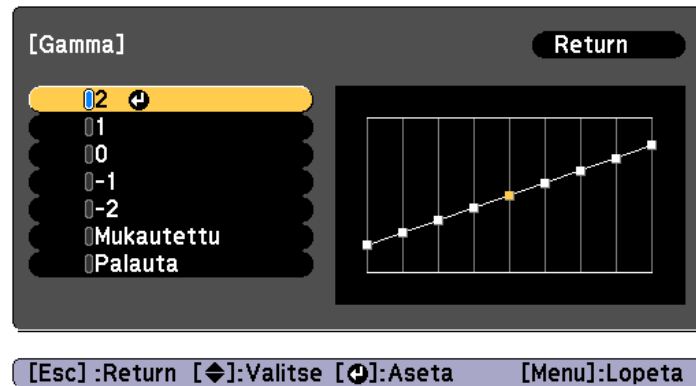 [Gamma] Return
2
1
0
-1
-2
Mukautettu
Palauta
[Esc] :Return [◆]:Valitse [↵]:Aseta [Menu]:Lopeta